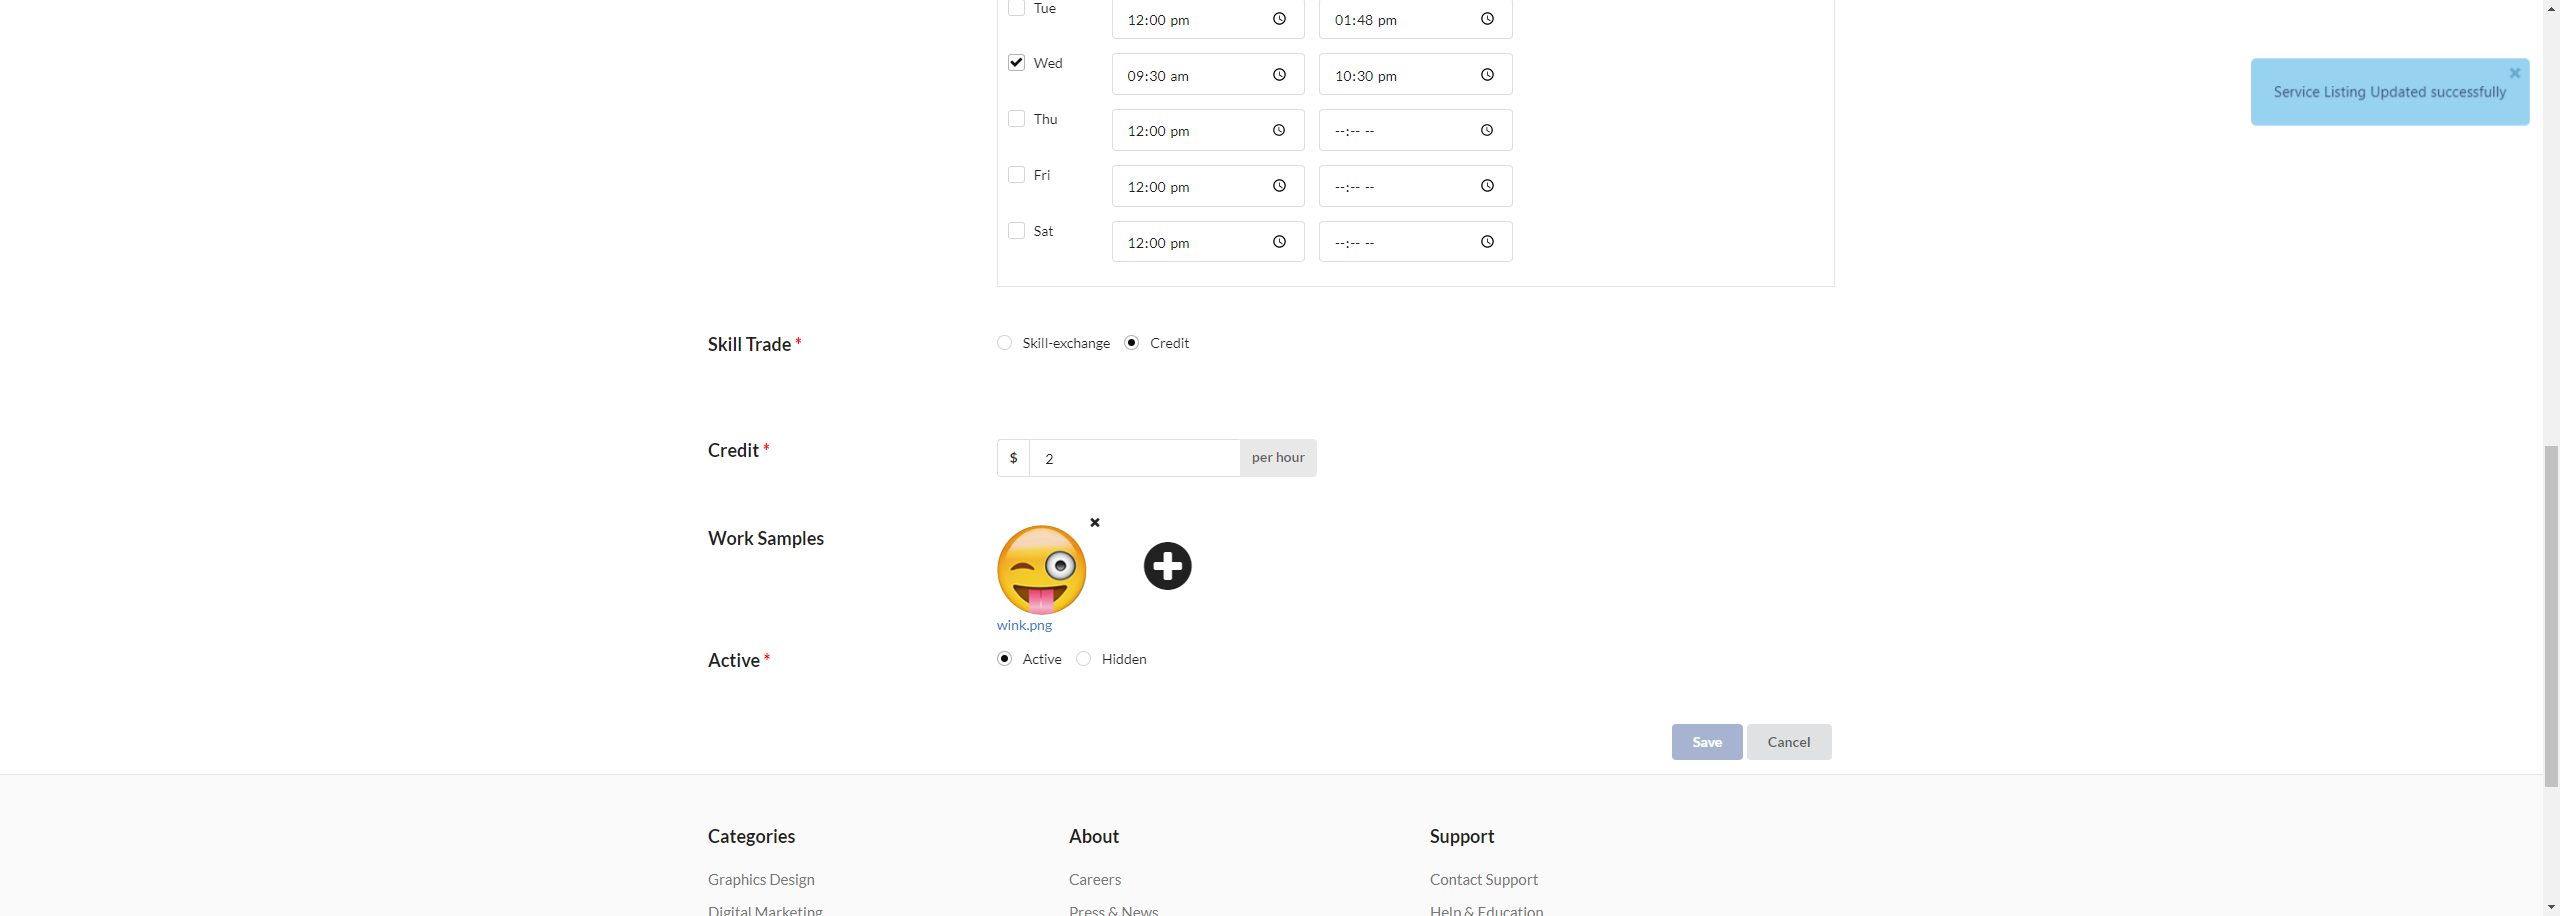 Tue 12:00 pm 01:48 pm
Wed 09:30 am 10:30 pm
Service Listing Updated successfully
Thu 12:00 pm --:-- --
Fri 12:00 pm --:-- --
Sat 12:00 pm --:-- --
Skill Trade * Skill-exchange Credit
Credit * $ 2 per hour
Work Samples
wink.png
Active * Active Hidden
Save Cancel
Categories About Support
Graphics Design Careers Contact Support
Digital Marketing Press & News Help & Education